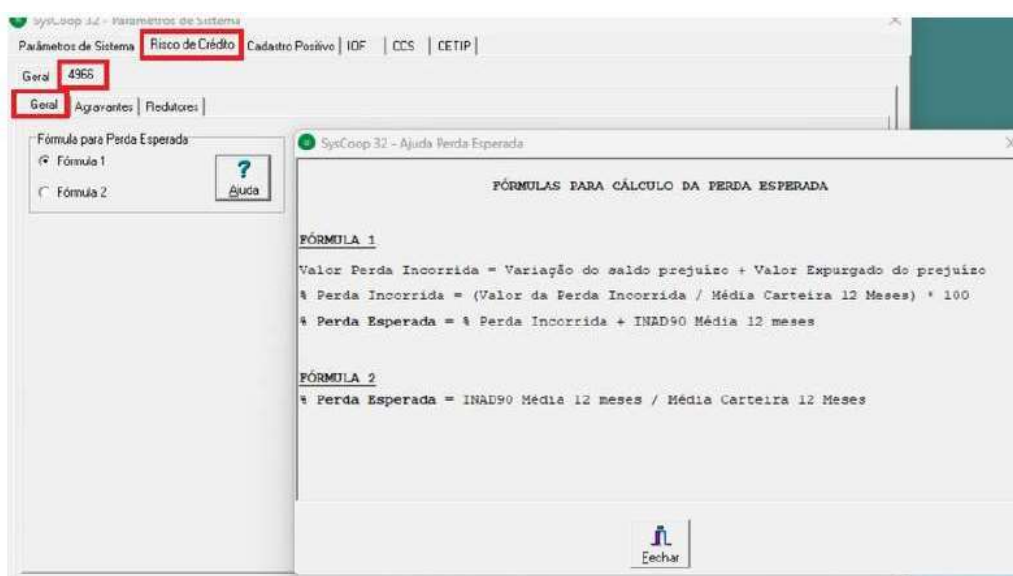 SysCoop 32 - Parâmetros de Sistema
Parâmetros de Sistema Risco de Crédito Cadastro Positivo IOF CCS CETIP
Geral 4966
Geral Agravantes Redutores
Fórmula para Perda Esperada
Fórmula 1
Fórmula 2
?
Ajuda
SysCoop 32 - Ajuda Perda Esperada
FÓRMULAS PARA CÁLCULO DA PERDA ESPERADA
FÓRMULA 1
Valor Perda Incorrida = Variação do saldo prejuízo + Valor Expurgado do prejuízo
% Perda Incorrida = (Valor da Perda Incorrida / Média Carteira 12 Meses) * 100
% Perda Esperada = % Perda Incorrida + INAD90 Média 12 meses
FÓRMULA 2
% Perda Esperada = INAD90 Média 12 meses / Média Carteira 12 Meses
Fechar